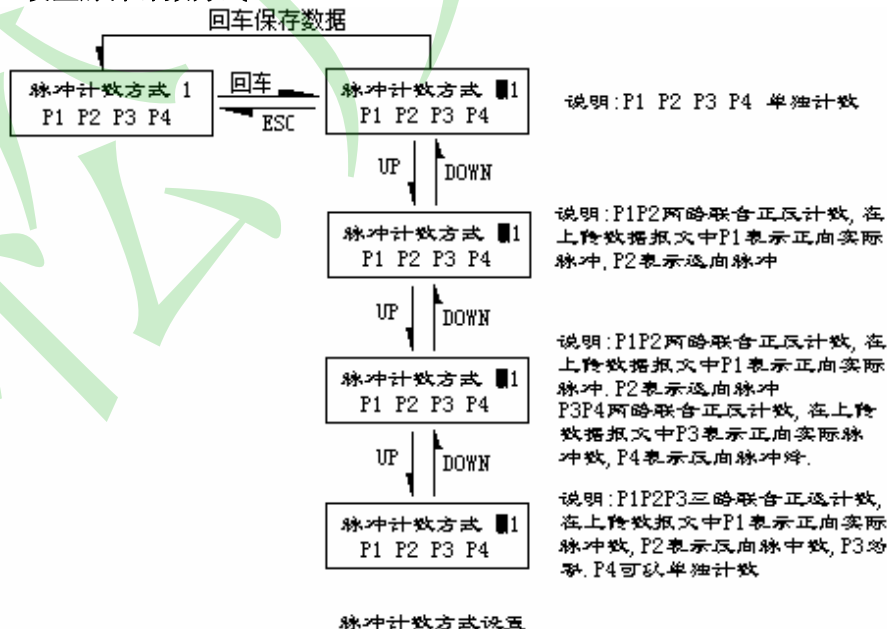 回车保存数据
脉冲计数方式 1
P1 P2 P3 P4
回车
ESC
脉冲计数方式 1
P1 P2 P3 P4
说明:P1 P2 P3 P4 单独计数
UP
DOWN
脉冲计数方式 1
P1 P2 P3 P4
说明:P1P2两路联合正反计数,在
上传数据报文中P1表示正向实际
脉冲,P2表示返向脉冲
UP
DOWN
脉冲计数方式 1
P1 P2 P3 P4
说明:P1P2两路联合正反计数,在
上传数据报文中P1表示正向实际
脉冲.P2表示返向脉冲
P3P4两路联合正反计数,在上传
数据报文中P3表示正向实际脉
冲数,P4表示反向脉冲
UP
DOWN
脉冲计数方式 1
P1 P2 P3 P4
说明:P1P2P3三路联合正返计数,
在上传数报文中P1表示正向实际
脉冲数,P2表示反向脉中数,P3
P4可以单独计数
脉冲计数方式设置